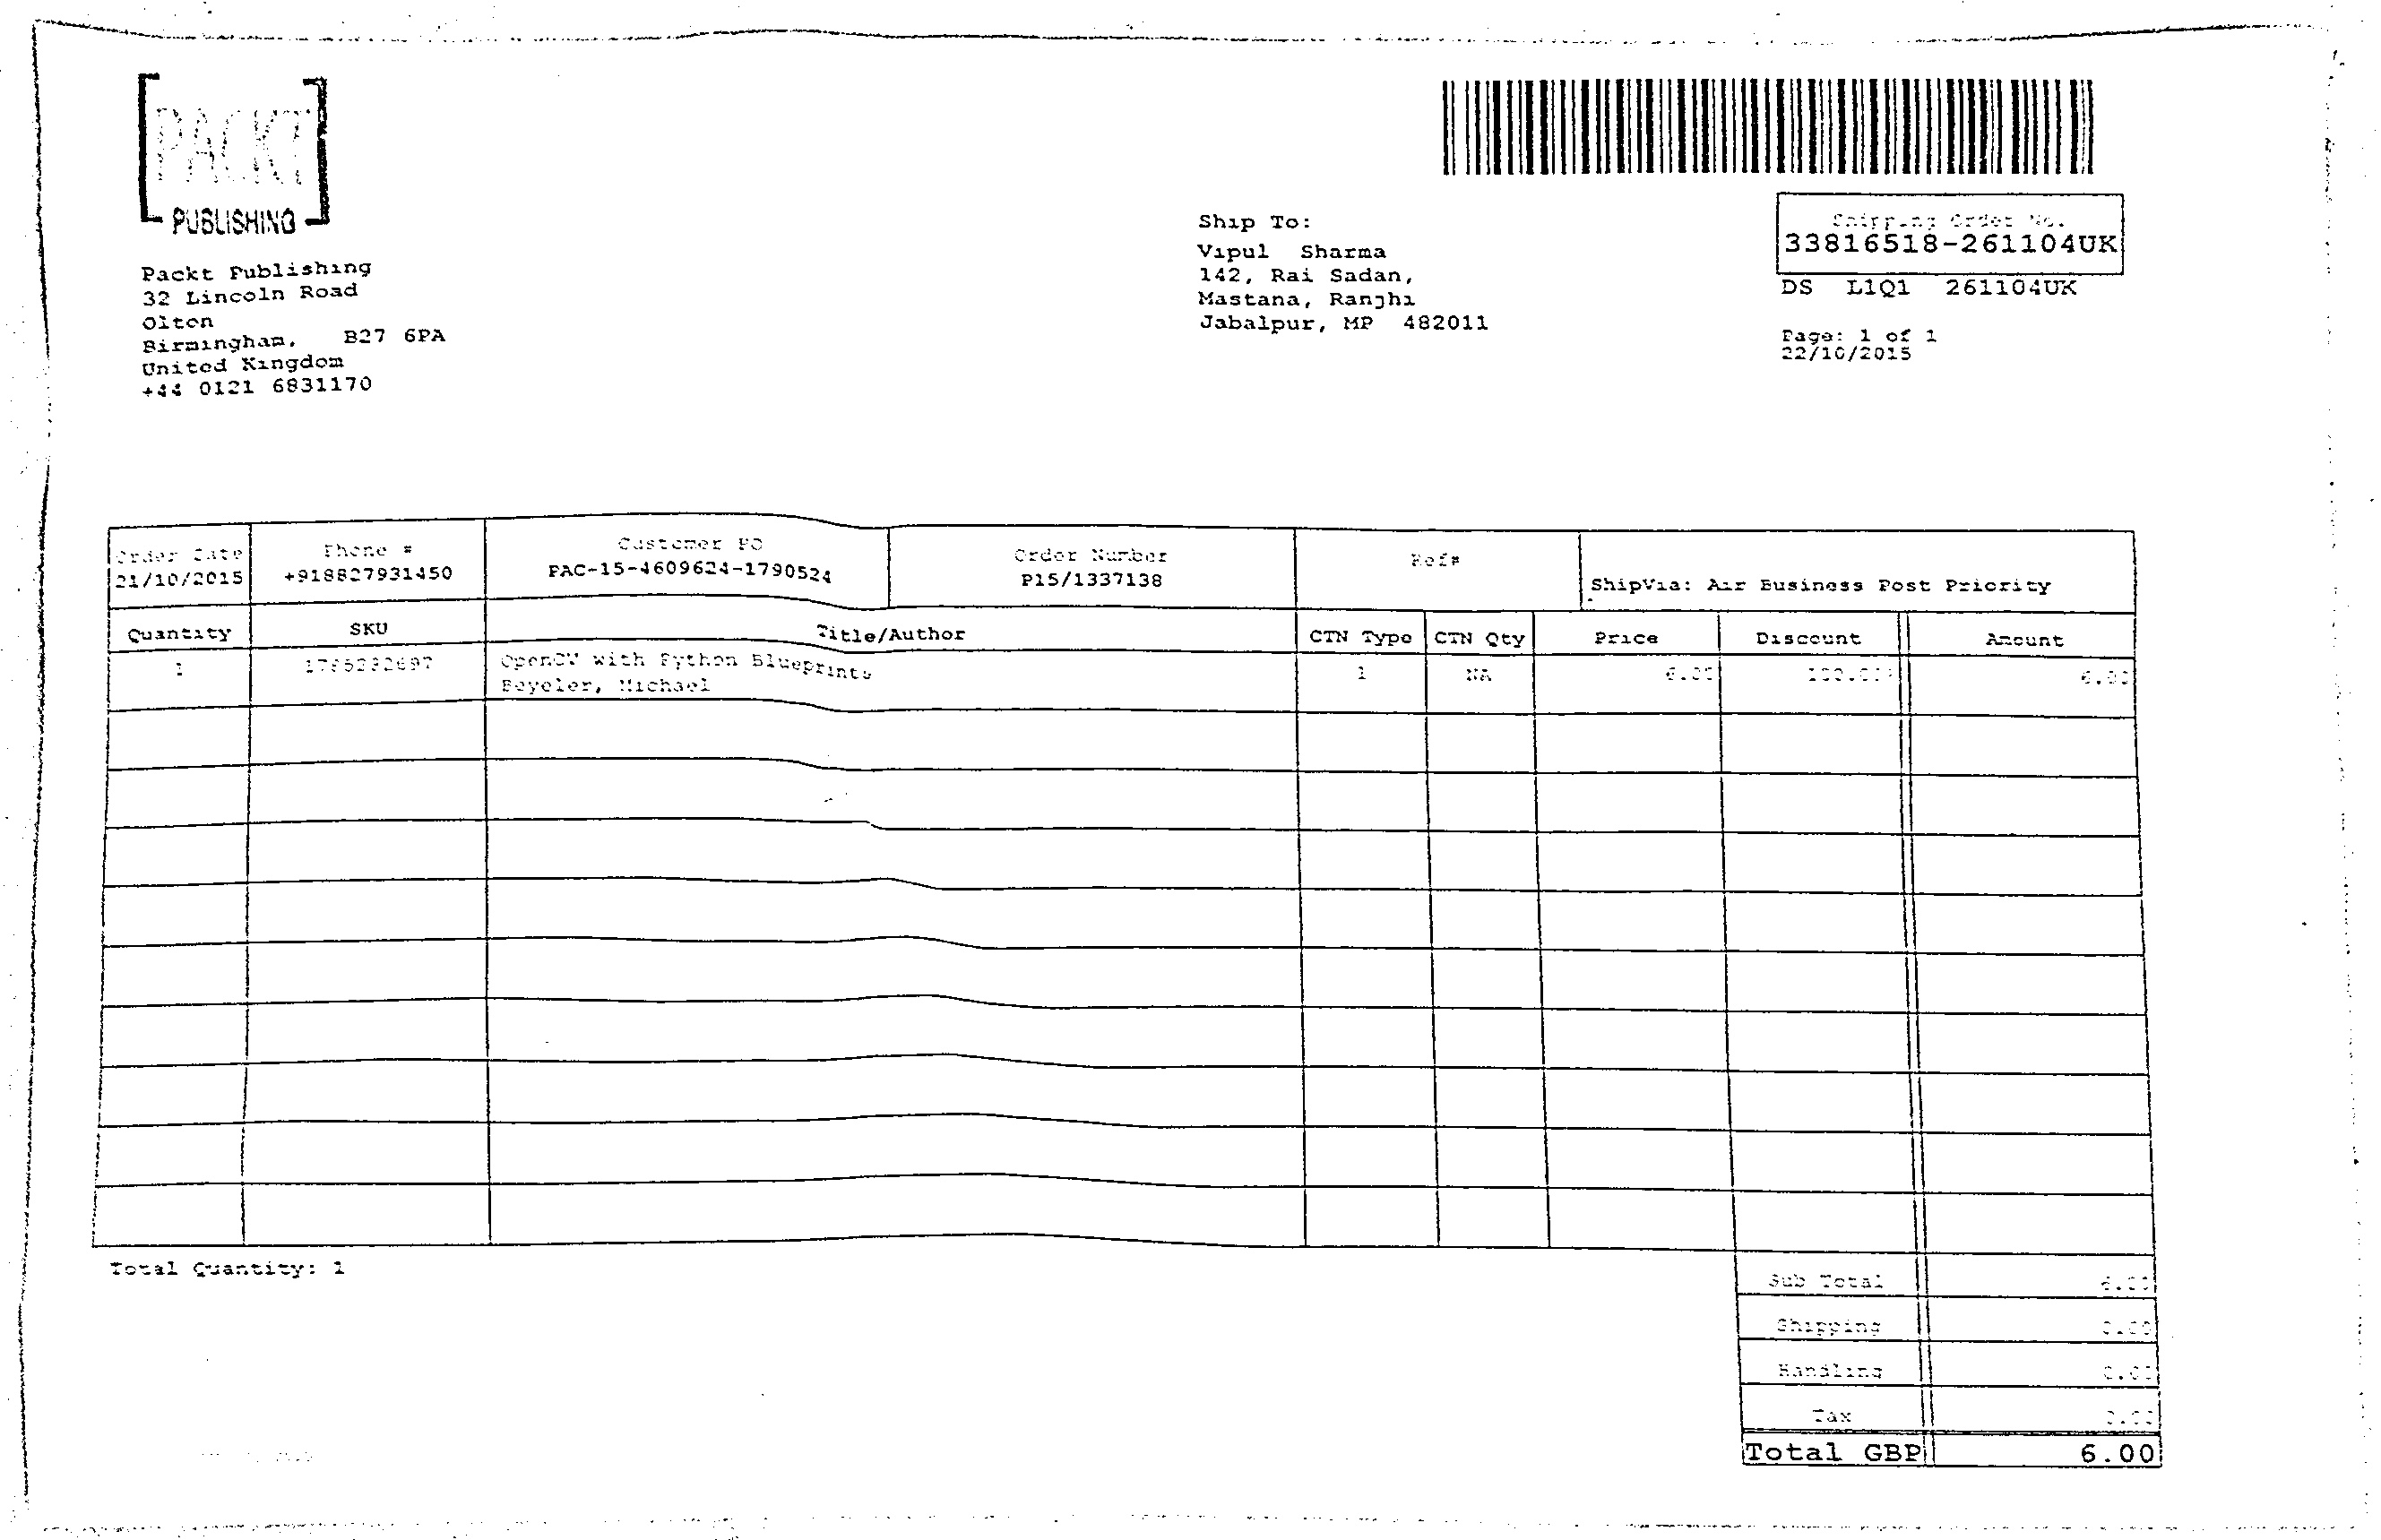 PACKT
PUBLISHING
Packt Publishing
32 Lincoln Road
Olton
Birmingham, B27 6PA
United Kingdom
+44 0121 6831170
Ship To:
Vipul Sharma
142, Rai Sadan,
Mastana, Ranjhi
Jabalpur, MP 482011
Shipping Order No.
33816518-261104UK
DS L1Q1 261104UK
Page: 1 of 1
22/10/2015
Order Date Phone # Customer PO Order Number Ref#
21/10/2015 +918827931450 PAC-15-4609624-1790524 P15/1337138 ShipVia: Air Business Post Priority
Quantity SKU Title/Author CTN Type CTN Qty Price Discount Amount
1 OpenCV with Python Blueprints 1 NA 6.00 6.00
Beyeler, Michael
Total Quantity: 1
Sub Total 6.00
Shipping 0.00
Handling 0.00
Tax 0.00
Total GBP 6.00